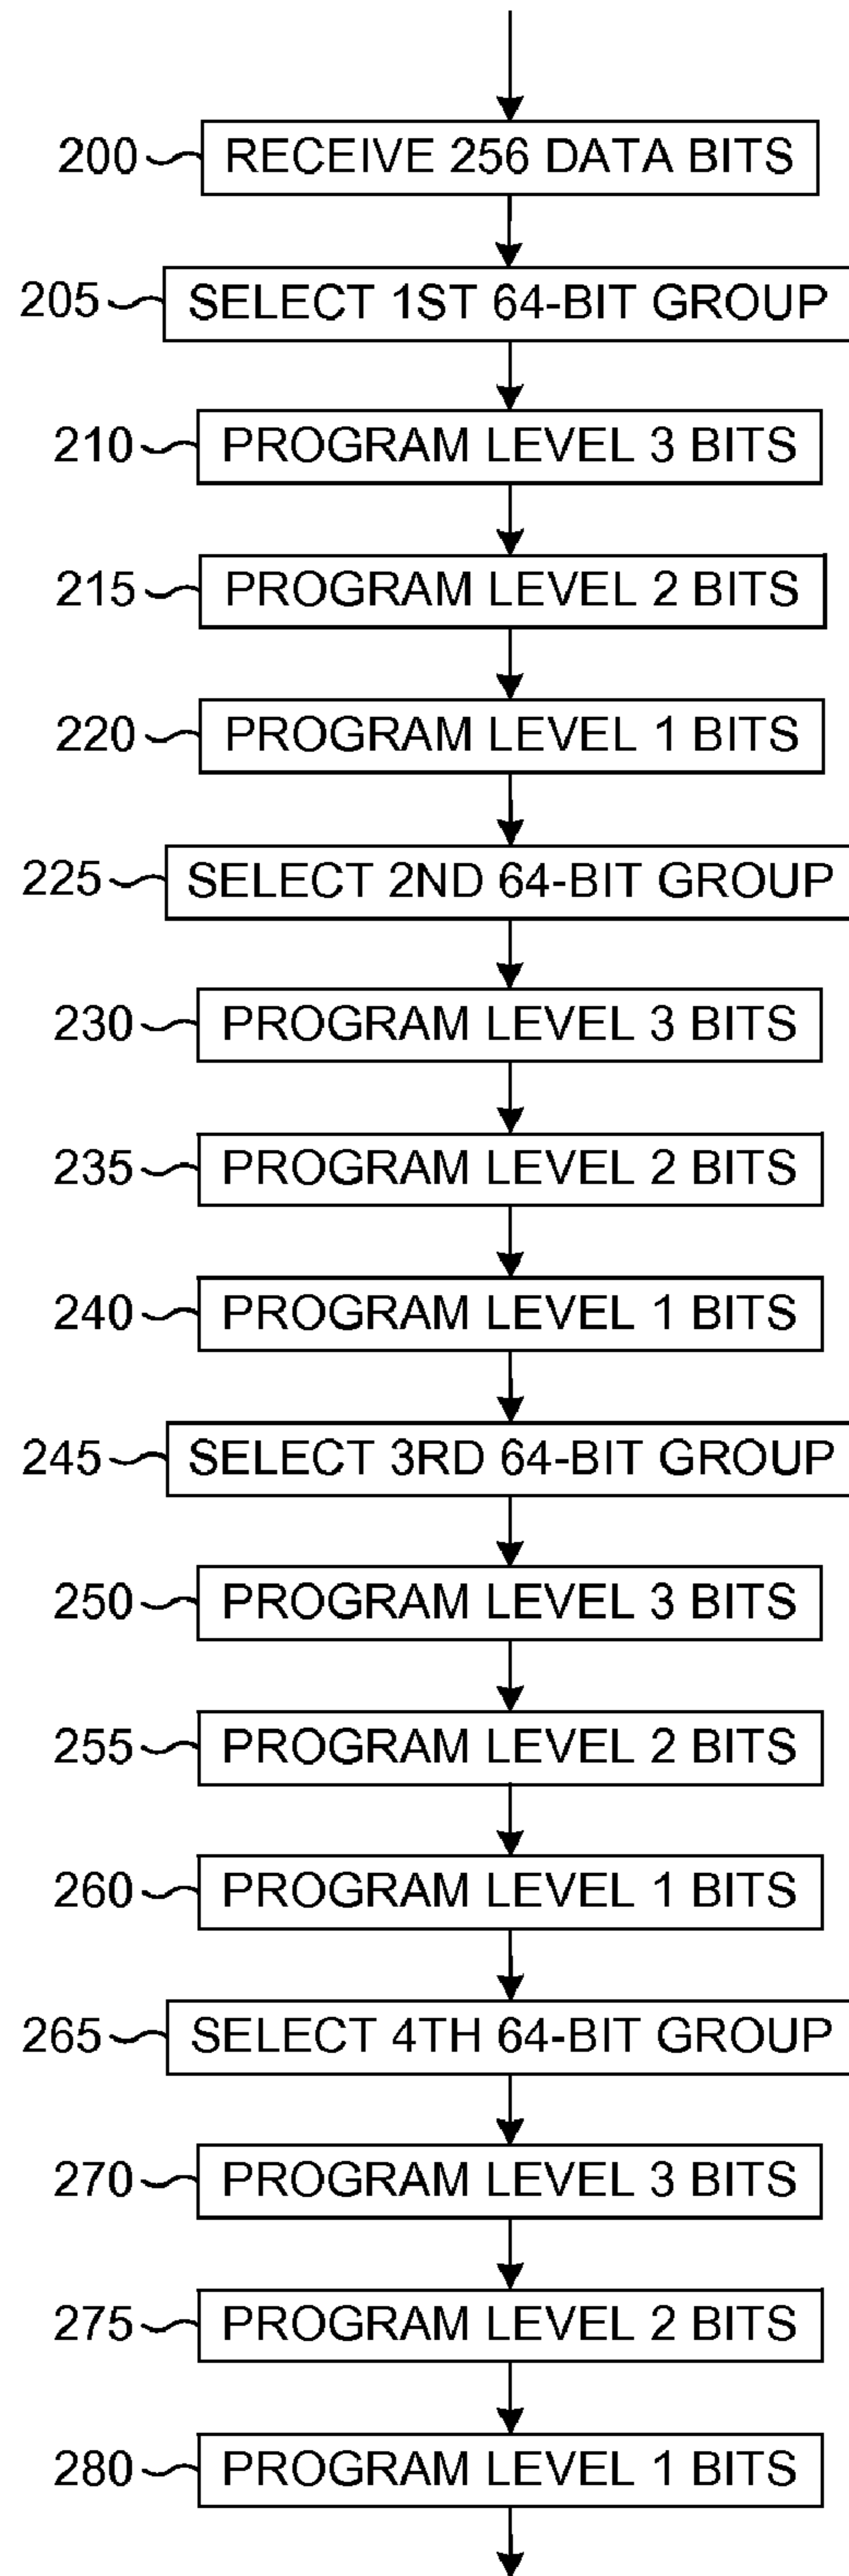 200 RECEIVE 256 DATA BITS
205 SELECT 1ST 64-BIT GROUP
210 PROGRAM LEVEL 3 BITS
215 PROGRAM LEVEL 2 BITS
220 PROGRAM LEVEL 1 BITS
225 SELECT 2ND 64-BIT GROUP
230 PROGRAM LEVEL 3 BITS
235 PROGRAM LEVEL 2 BITS
240 PROGRAM LEVEL 1 BITS
245 SELECT 3RD 64-BIT GROUP
250 PROGRAM LEVEL 3 BITS
255 PROGRAM LEVEL 2 BITS
260 PROGRAM LEVEL 1 BITS
265 SELECT 4TH 64-BIT GROUP
270 PROGRAM LEVEL 3 BITS
275 PROGRAM LEVEL 2 BITS
280 PROGRAM LEVEL 1 BITS